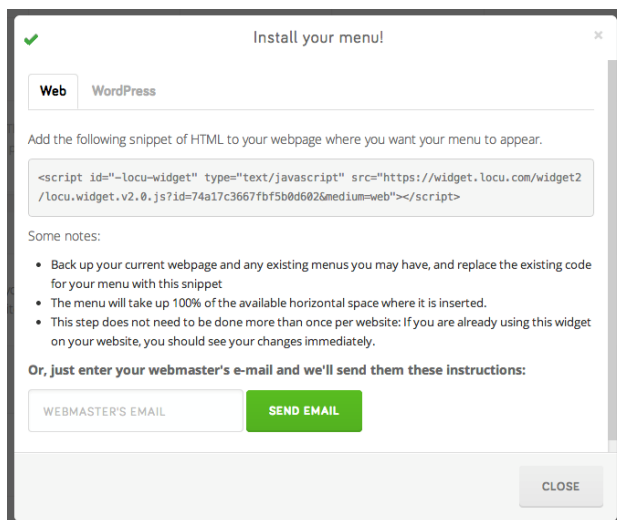 Install your menu!
×
Web WordPress
Add the following snippet of HTML to your webpage where you want your menu to appear.
<script id="-locu-widget" type="text/javascript" src="https://widget.locu.com/widget2
/locu.widget.v2.0.js?id=74a17c3667fbf5b0d602&medium=web"></script>
Some notes:
• Back up your current webpage and any existing menus you may have, and replace the existing code
for your menu with this snippet
• The menu will take up 100% of the available horizontal space where it is inserted.
• This step does not need to be done more than once per website: If you are already using this widget
on your website, you should see your changes immediately.
Or, just enter your webmaster's e-mail and we'll send them these instructions:
WEBMASTER'S EMAIL SEND EMAIL
CLOSE